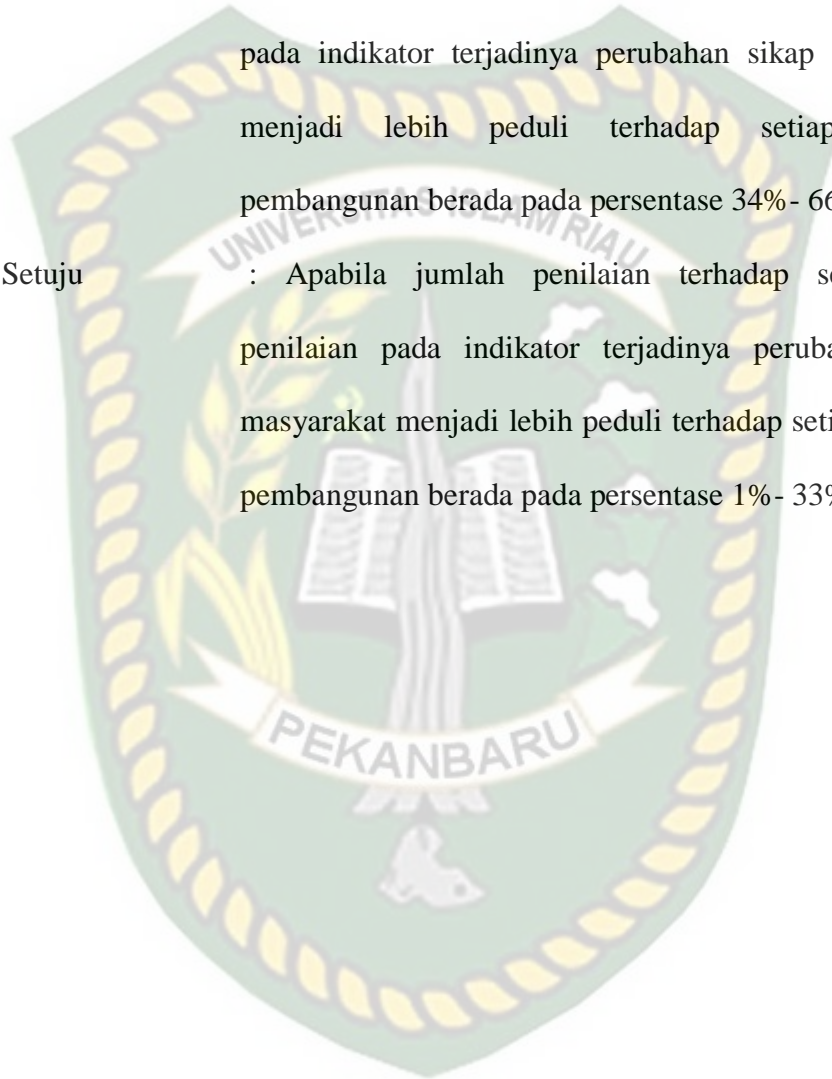 pada indikator terjadinya perubahan sikap
menjadi lebih peduli terhadap setiap
pembangunan berada pada persentase 34%- 66
Setuju : Apabila jumlah penilaian terhadap se
penilaian pada indikator terjadinya peruba
masyarakat menjadi lebih peduli terhadap seti
pembangunan berada pada persentase 1%- 33%
UNIVERSITAS ISLAM RIAU
PEKANBARU